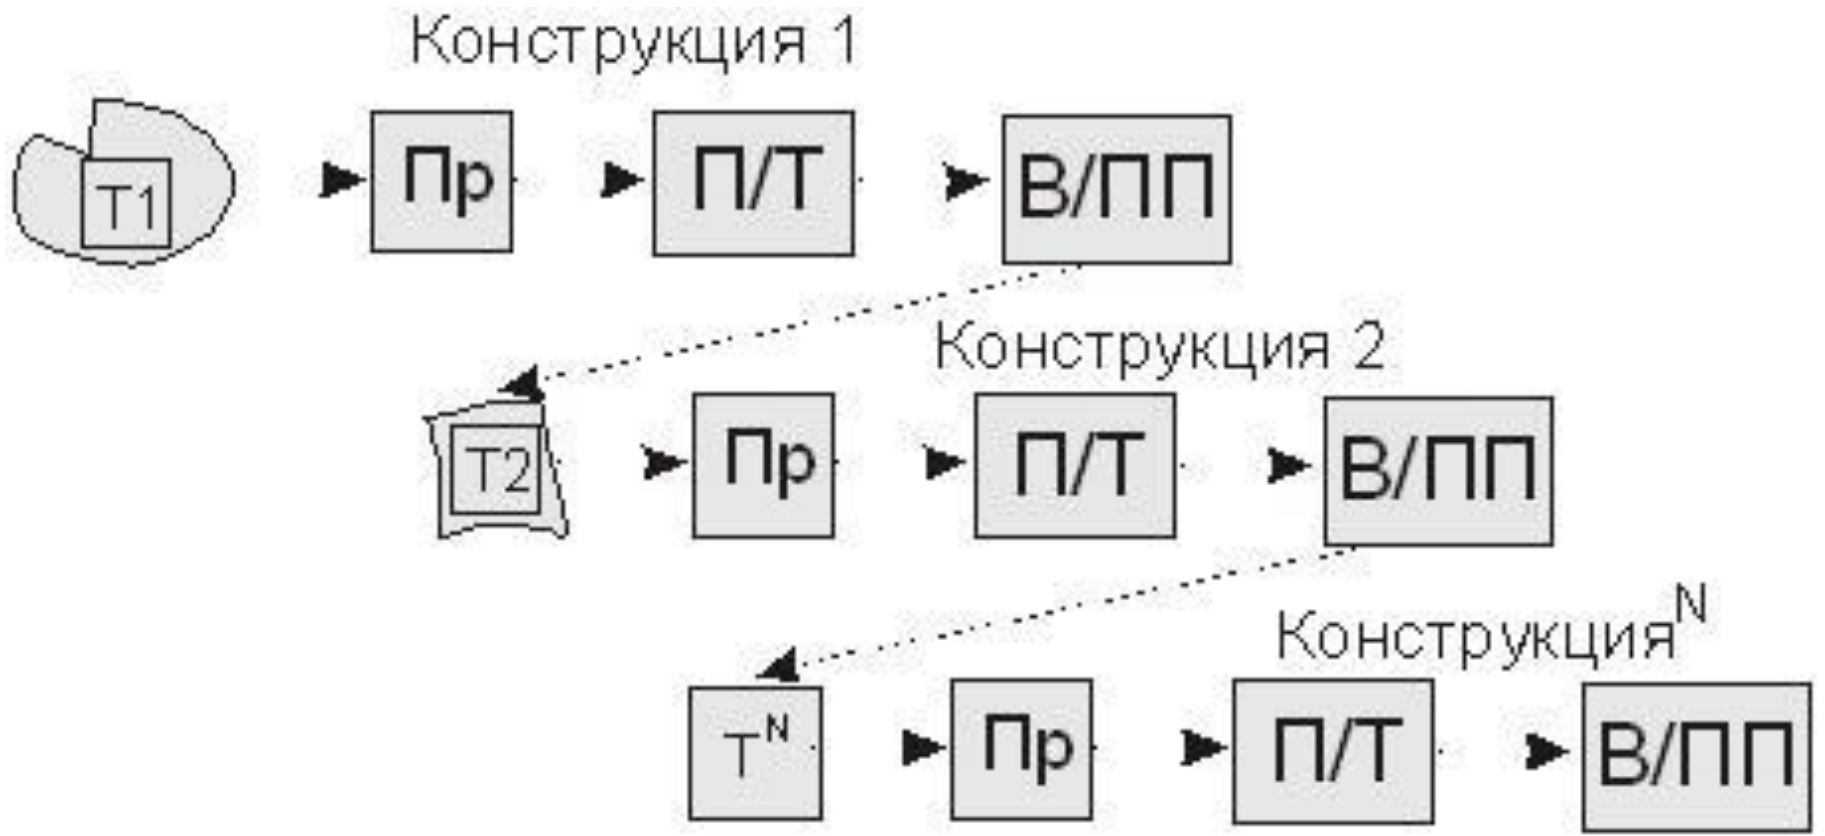 Конструкция 1
Т1 Пр П/Т В/ПП
Конструкция 2
Т2 Пр П/Т В/ПП
Конструкция N
Т N Пр П/Т В/ПП